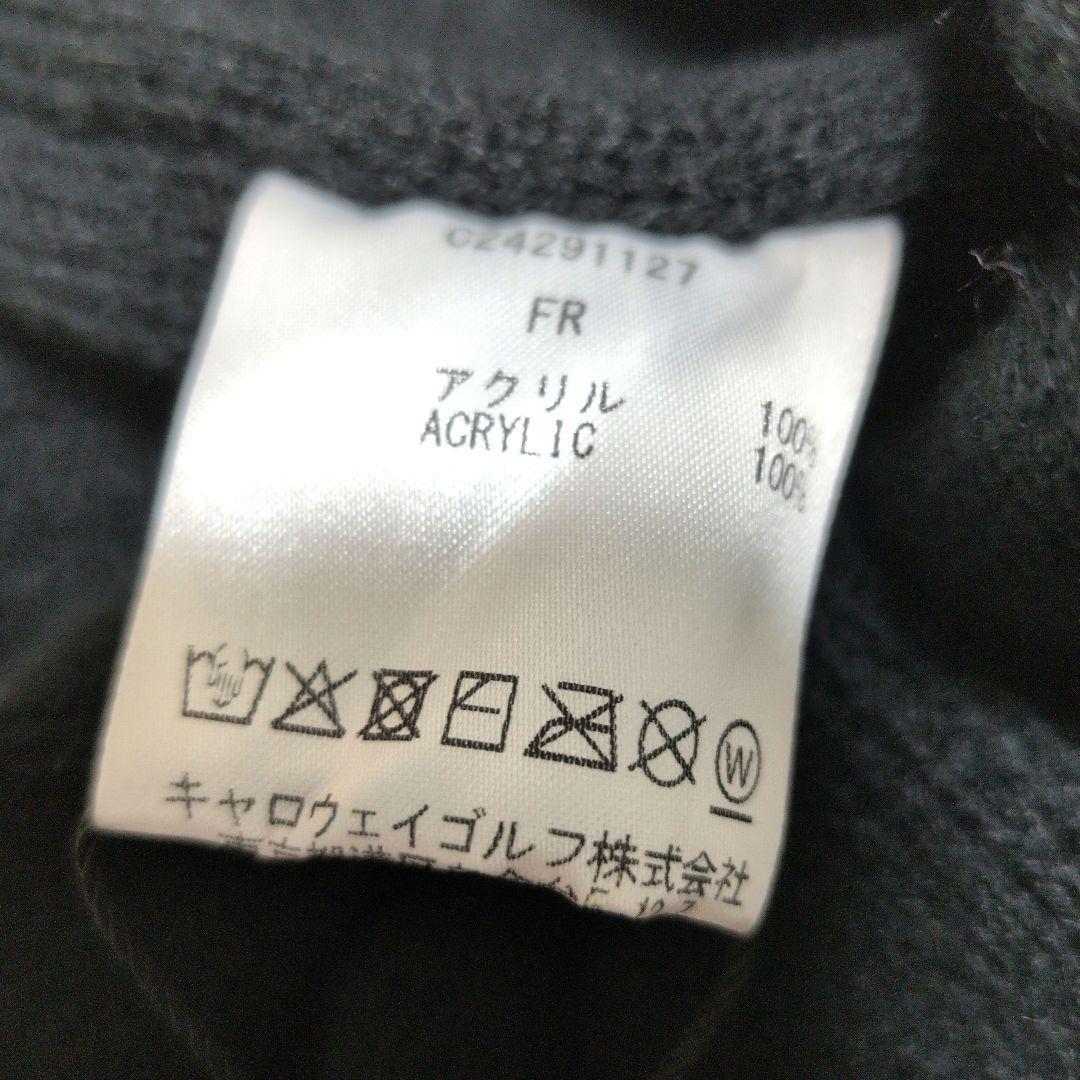 C24291127
FR
アクリル 100%
ACRYLIC 100%
W
キャロウェイゴルフ株式会社